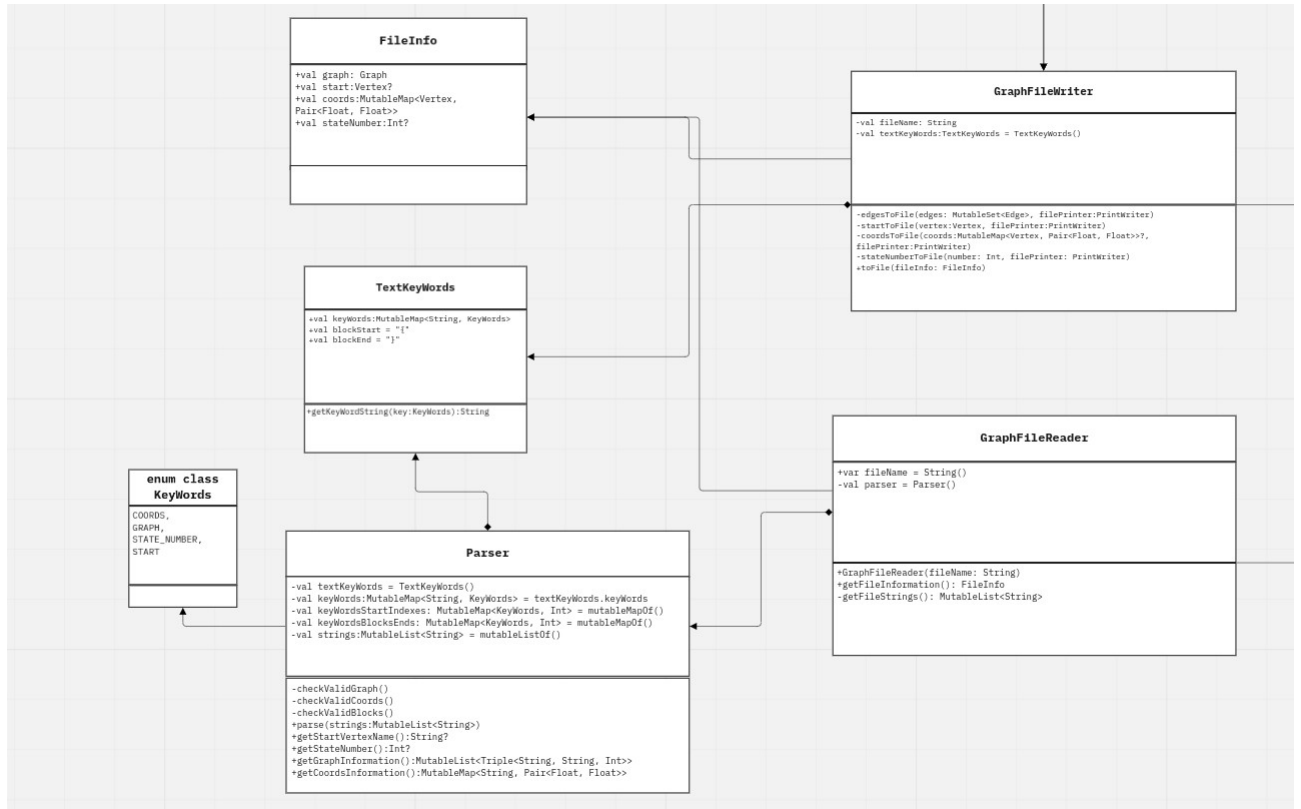 FileInfo
+val graph: Graph
+val start:Vertex?
+val coords:MutableMap<Vertex,
Pair<Float, Float>>
+val stateNumber:Int?
GraphFileWriter
-val fileName: String
-val textKeyWords:TextKeyWords = TextKeyWords()
-edgesToFile(edges: MutableSet<Edge>, filePrinter:PrintWriter)
-startToFile(vertex:Vertex, filePrinter:PrintWriter)
-coordsToFile(coords:MutableMap<Vertex, Pair<Float, Float>>?,
filePrinter:PrintWriter)
-stateNumberToFile(number: Int, filePrinter: PrintWriter)
+toFile(fileInfo: FileInfo)
TextKeyWords
+val keyWords:MutableMap<String, KeyWords>
+val blockStart = "{"
+val blockEnd = "}"
+getKeyWordString(key:KeyWords):String
GraphFileReader
+var fileName = String()
-val parser = Parser()
+GraphFileReader(fileName: String)
+getFileInformation(): FileInfo
-getFileStrings(): MutableList<String>
enum class
KeyWords
COORDS,
GRAPH,
STATE_NUMBER,
START
Parser
-val textKeyWords = TextKeyWords()
-val keyWords:MutableMap<String, KeyWords> = textKeyWords.keyWords
-val keyWordsStartIndexes: MutableMap<KeyWords, Int> = mutableMapOf()
-val keyWordsBlocksEnds: MutableMap<KeyWords, Int> = mutableMapOf()
-val strings:MutableList<String> = mutableListOf()
-checkValidGraph()
-checkValidCoords()
-checkValidBlocks()
+parse(strings:MutableList<String>)
+getStartVertexName():String?
+getStateNumber():Int?
+getGraphInformation():MutableList<Triple<String, String, Int>>
+getCoordsInformation():MutableMap<String, Pair<Float, Float>>